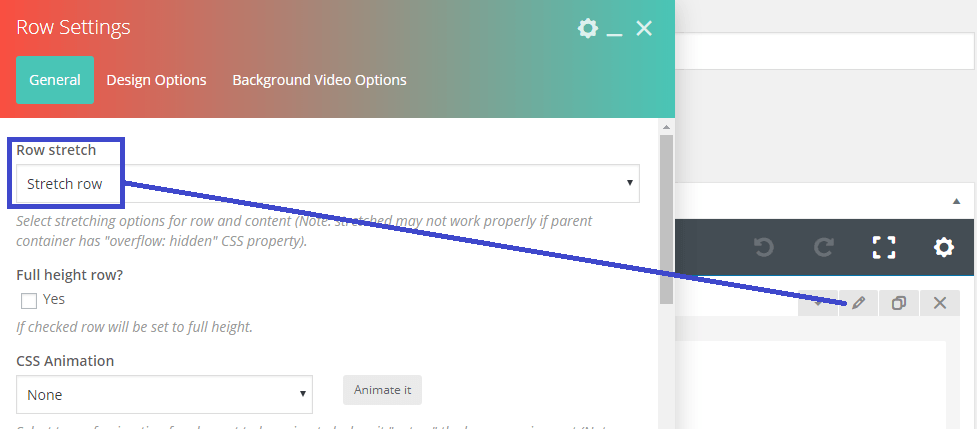 Row Settings
General Design Options Background Video Options
Row stretch
Stretch row
Select stretching options for row and content (Note: stretched may not work properly if parent
container has "overflow: hidden" CSS property).
Full height row?
Yes
If checked row will be set to full height.
CSS Animation
None Animate it